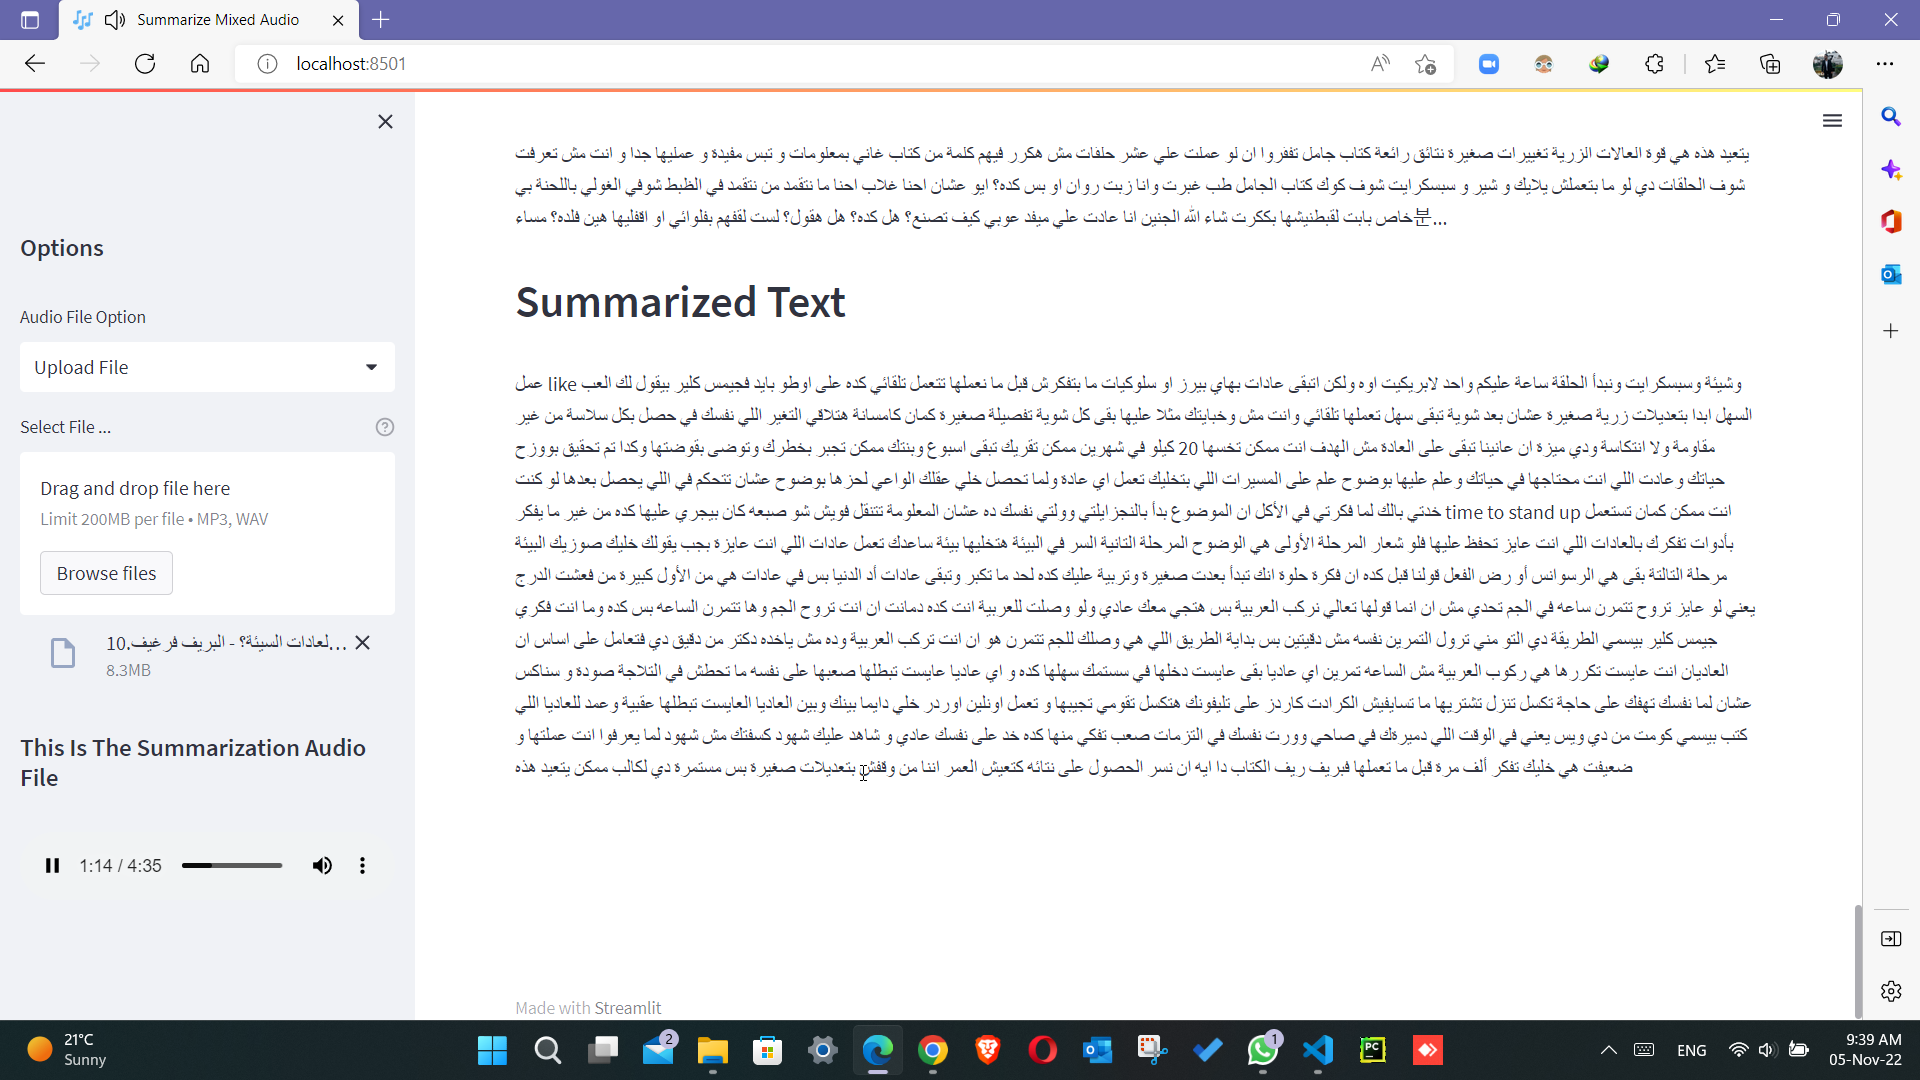 Summarize Mixed Audio
localhost:8501
Options
Audio File Option
Upload File
Select File ...
Drag and drop file here
Limit 200MB per file • MP3, WAV
Browse files
10.لعادات السيئة؟ - البريف فر غيف...
8.3MB
This Is The Summarization Audio
File
1:14 / 4:35
يتعيد هذه هي قوة العالات الزرية تغييرات صغيرة نتائق رائعة كتاب جامل تففروا ان لو عملت علي عشر حلقات مش هكرر فيهم كلمة من كتاب غاني بمعلومات و تبس مفيدة و عمليها جدا و انت مش تعرفت
شوف الحلقات دي لو ما بتعملش يلايك و شير و سبسكرايت شوف كوك كتاب الجامل طب غبرت وانا زبت روان او بس كده؟ ايو عشان احنا غلاب احنا ما نتقمد من نتقمد في الظبط شوفي الغولي باللحنة بي
خاص بابت لقبطنيشها بككرت شاء الله الجنين انا عادت علي ميفد عوبي كيف تصنع؟ هل كده؟ هل هقول؟ لست لقفهم بفلوائي او اقفليها هين فلده؟ مساء分...
Summarized Text
وشيئة وسبسكرايت ونبدأ الحلقة ساعة عليكم واحد لابريكيت اوه ولكن اتبقى عادات بهاي بيرز او سلوكيات ما بتفكرش قبل ما نعملها تتعمل تلقائي كده على اوطو بايد فجيمس كلير بيقول لك العب like عمل
السهل ابدا بتعديلات زرية صغيرة عشان بعد شوية تبقى سهل تعملها تلقائي وانت مش وخبايتك مثلا عليها بقى كل شوية تفصيلة صغيرة كمان كامسانة هتلاقي التغير اللي نفسك في حصل بكل سلاسة من غير
مقاومة ولا انتكاسة ودي ميزة ان عانينا تبقى على العادة مش الهدف انت ممكن تخسها 20 كيلو في شهرين ممكن تقريك تبقى اسبوع وبنتك ممكن تجبر بخطرك وتوضى بقوضتها وكدا تم تحقيق بووزح
حياتك وعادت اللي انت محتاجها في حياتك وعلم عليها بوضوح علم على المسيرات اللي بتخليك تعمل اي عادة ولما تحصل خلي عقلك الواعي لحزها بوضوح عشان تتحكم في اللي يحصل بعدها لو كنت
انت ممكن كمان تستعمل time to stand up خدتي بالك لما فكرتي في الأكل ان الموضوع بدأ بالنجزايلتي وولتي نفسك ده عشان المعلومة تتنقل فويش شو صبعه كان بيجري عليها كده من غير ما يفكر
بأدوات تفكرك بالعادات اللي انت عايز تحفظ عليها فلو شعار المرحلة الأولى هي الوضوح المرحلة التانية السر في البيئة هتخليها بيئة ساعدك تعمل عادات اللي انت عايزة بجب يقولك خليك صوزيك البيئة
مرحلة التالتة بقى هي الرسوانس أو رض الفعل قولنا قبل كده ان فكرة حلوة انك تبدأ بعدت صغيرة وتربية عليك كده لحد ما تكبر وتبقى عادات أد الدنيا بس في عادات هي من الأول كبيرة من فعشت الدرج
يعني لو عايز تروح تتمرن ساعه في الجم تحدي مش ان انما قولها تعالي نركب العربية بس هتجي معك عادي ولو وصلت للعربية انت كده دمانت ان انت تروح الجم وها تتمرن الساعه بس كده وما انت فكري
جيمس كلير بيسمي الطريقة دي التو مني ترول التمرين نفسه مش دقيتين بس بداية الطريق اللي هي وصلك للجم تتمرن هو ان انت تركب العربية وده مش ياخده دكتر من دقيق دي فتعامل على اساس ان
العاديان انت عايست تكررها هي ركوب العربية مش الساعه تمرين اي عاديا بقى عايست دخلها في سستمك سهلها كده و اي عاديا عايست تبطلها صعبها على نفسه ما تحطش في التلاجة صودة و سناكس
عشان لما نفسك تهفك على حاجة تكسل تنزل تشتريها ما تسايفيش الكرادت كاردز على تليفونك هتكسل تقومي تجيبها و تعمل اونلين اوردر خلي دايما بينك وبين العاديا العايست تبطلها عقبية وعمد للعاديا اللي
كتب بيسمي كومت من دي ويس يعني في الوقت اللي دميرةك في صاحي وورت نفسك في التزمات صعب تفكي منها كده خد على نفسك عادي و شاهد عليك شهود كسفتك مش شهود لما يعرفوا انت عملتها و
ضعيفت هي خليك تفكر ألف مرة قبل ما تعملها فبريف ريف الكتاب دا ايه ان نسر الحصول على نتائه كتعيش العمر اننا من وقفش بتعديلات صغيرة بس مستمرة دي لكالب ممكن يتعيد هذه
Made with Streamlit
21°C
Sunny
2
1
PC
ENG
9:39 AM
05-Nov-22